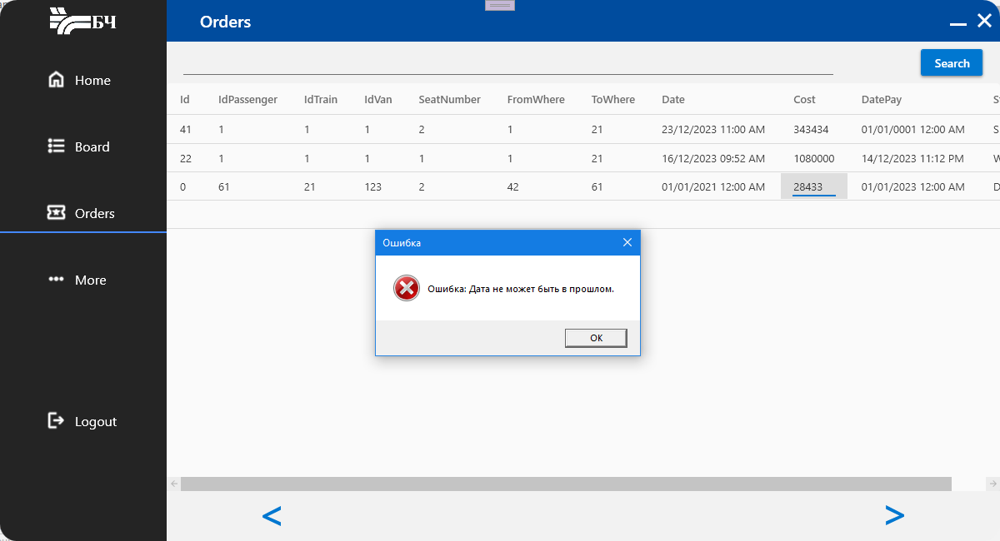 БЧ
Orders
Home
Board
Orders
More
Logout
Search
Id IdPassenger IdTrain IdVan SeatNumber FromWhere ToWhere Date Cost DatePay
41 1 1 1 2 1 21 23/12/2023 11:00 AM 343434 01/01/0001 12:00 AM
22 1 1 1 1 1 21 16/12/2023 09:52 AM 1080000 14/12/2023 11:12 PM
0 61 21 123 2 42 61 01/01/2021 12:00 AM 28433 01/01/2023 12:00 AM
Ошибка
Ошибка: Дата не может быть в прошлом.
ОК
< >